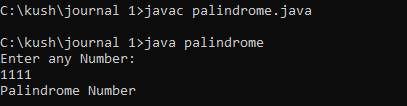 C:\kush\journal 1>javac palindrome.java
C:\kush\journal 1>java palindrome
Enter any Number:
1111
Palindrome Number